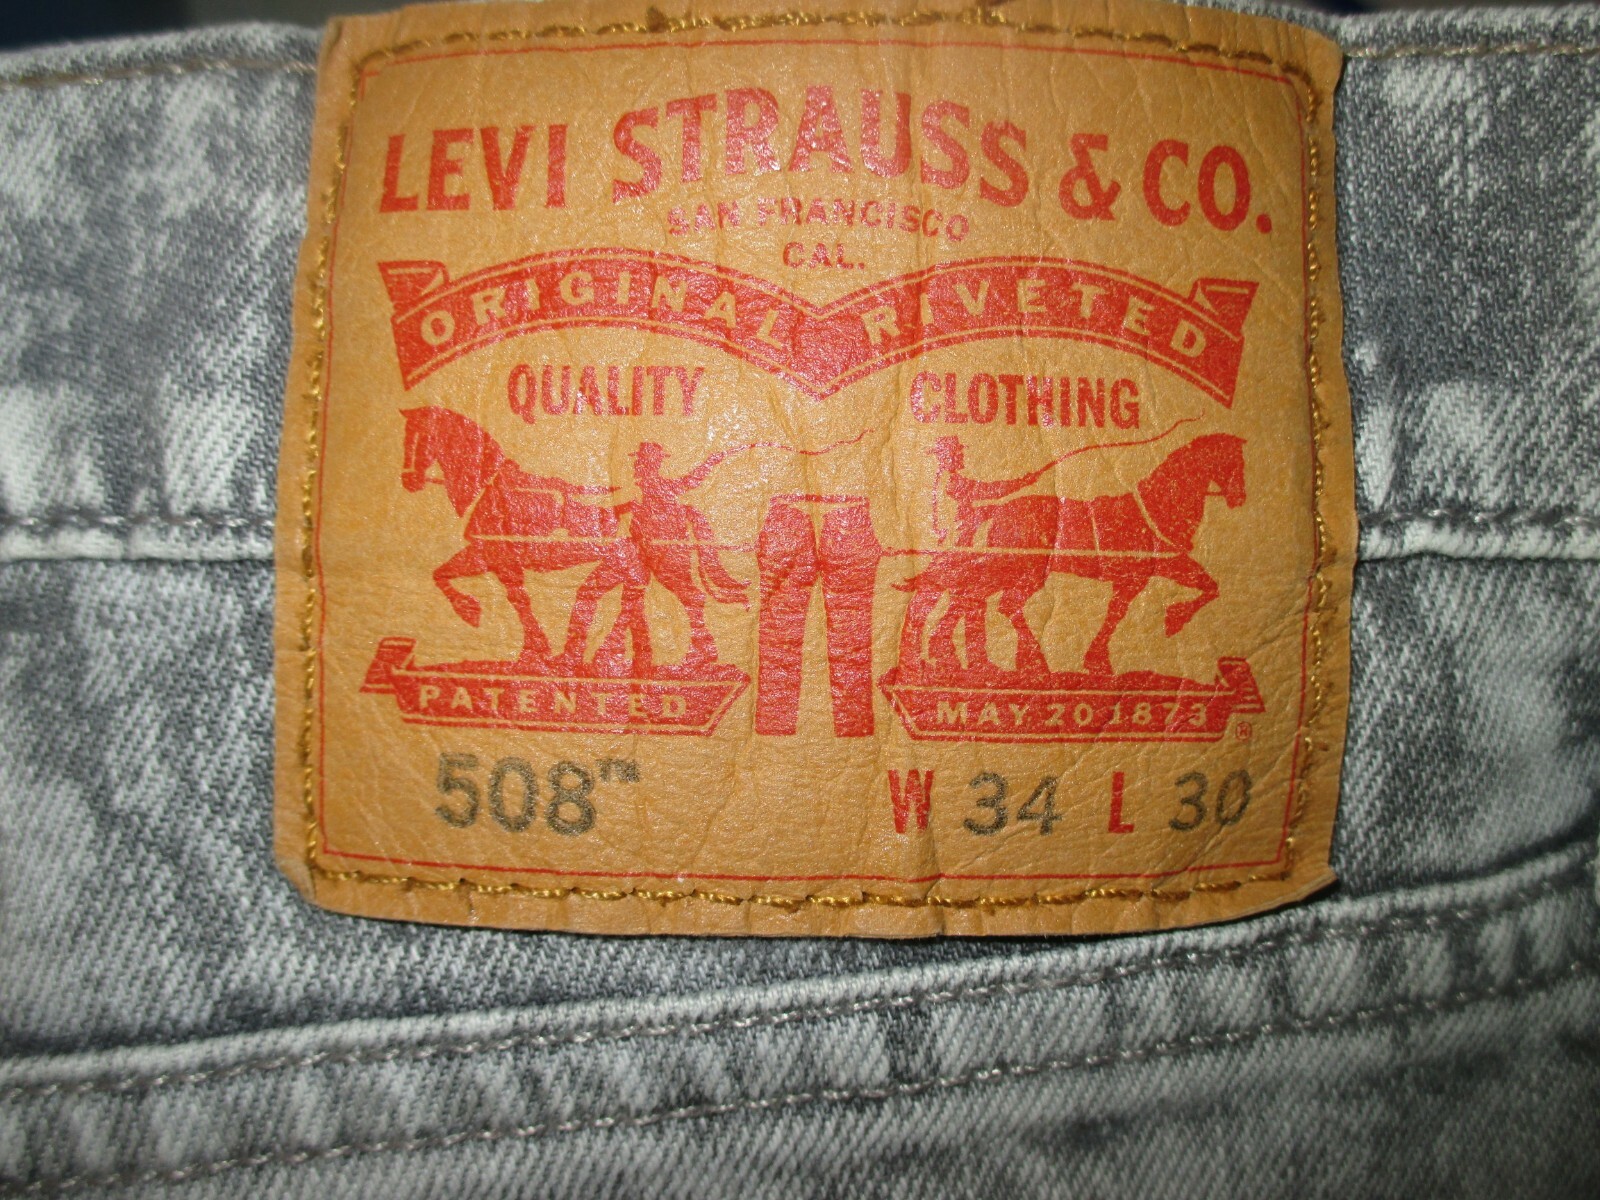 LEVI STRAUSS & CO.
SAN FRANCISCO
CAL.
ORIGINAL RIVETED
QUALITY CLOTHING
PATENTED MAY 20 1873 ®
508™ W 34 L 30